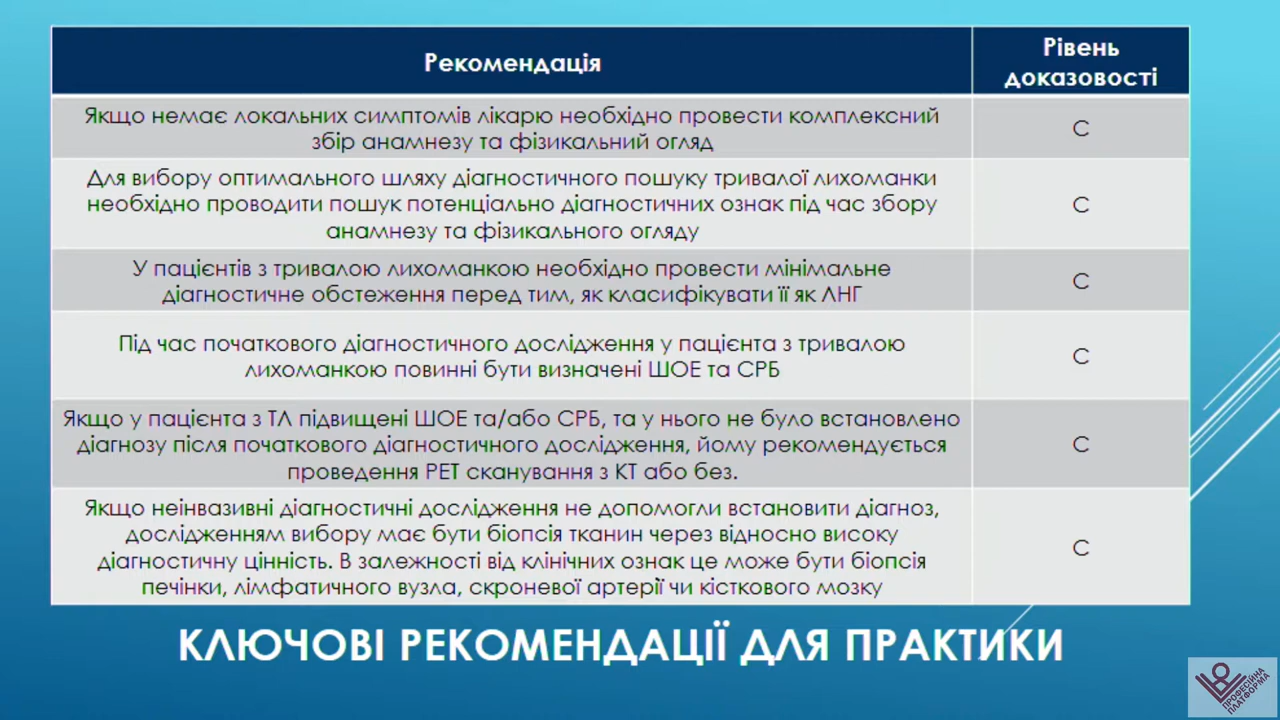 Рекомендація
Рівень
доказовості
Якщо немає локальних симптомів лікарю необхідно провести комплексний
збір анамнезу та фізикальний огляд
С
Для вибору оптимального шляху діагностичного пошуку тривалої лихоманки
необхідно проводити пошук потенціально діагностичних ознак під час збору
анамнезу та фізикального огляду
С
У пацієнтів з тривалою лихоманкою необхідно провести мінімальне
діагностичне обстеження перед тим, як класифікувати її як ЛНГ
С
Під час початкового діагностичного дослідження у пацієнта з тривалою
лихоманкою повинні бути визначені ШОЕ та СРБ
С
Якщо у пацієнта з ТЛ підвищені ШОЕ та/або СРБ, та у нього не було встановлено
діагнозу після початкового діагностичного дослідження, йому рекомендується
проведення PET сканування з КТ або без.
С
Якщо неінвазивні діагностичні дослідження не допомогли встановити діагноз,
дослідженням вибору має бути біопсія тканин через відносно високу
діагностичну цінність. В залежності від клінічних ознак це може бути біопсія
печінки, лімфатичного вузла, скроневої артерії чи кісткового мозку
С
КЛЮЧОВІ РЕКОМЕНДАЦІЇ ДЛЯ ПРАКТИКИ
ПРОФЕСІЙНА
ПЛАТФОРМА